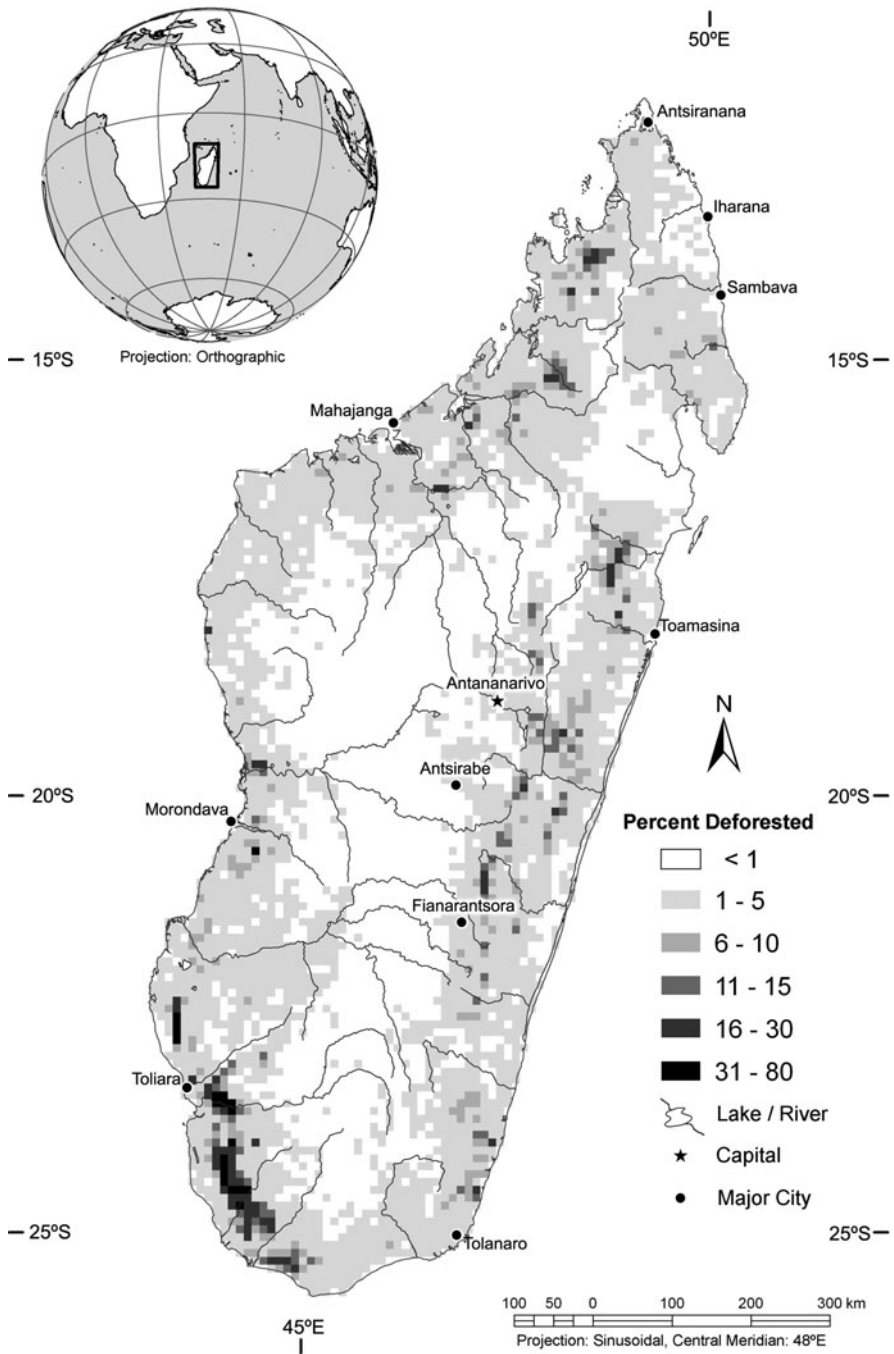 50ºE
Antsiranana
Iharana
Sambava
Projection: Orthographic
15ºS
15ºS
Mahajanga
Toamasina
Antananarivo
N
Antsirabe
20ºS
20ºS
Morondava
Percent Deforested
< 1
1 - 5
Fianarantsora
6 - 10
11 - 15
16 - 30
31 - 80
Toliara
Lake / River
Capital
Major City
25ºS
25ºS
Tolanaro
100 50 0 100 200 300 km
45ºE
Projection: Sinusoidal, Central Meridian: 48ºE